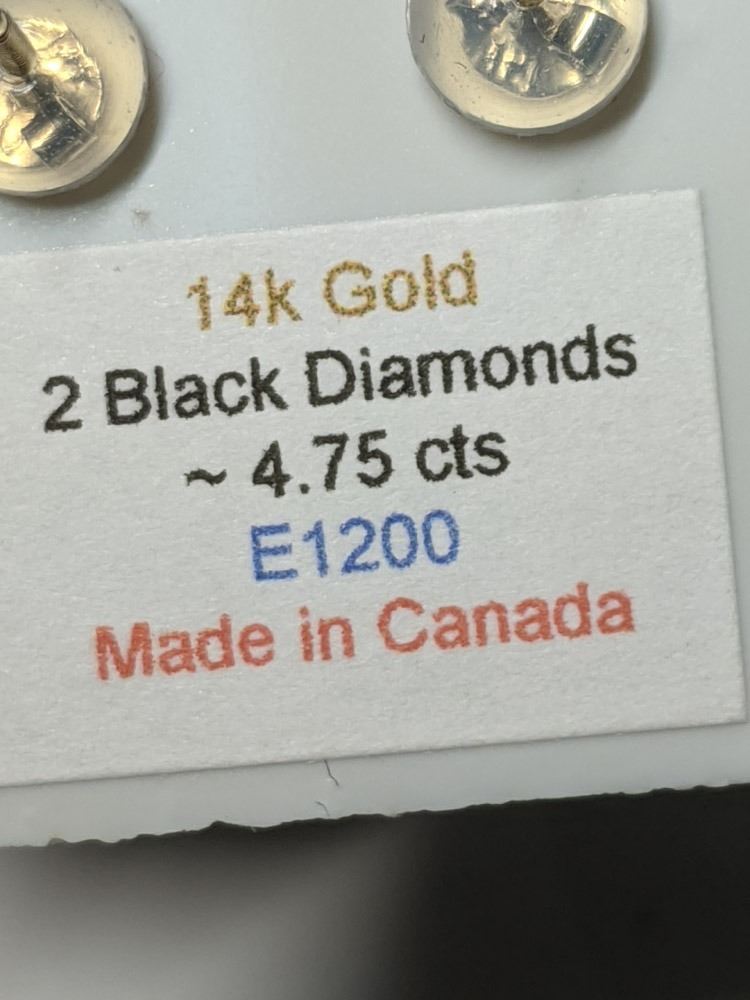 14k Gold
2 Black Diamonds
~ 4.75 cts
E1200
Made in Canada